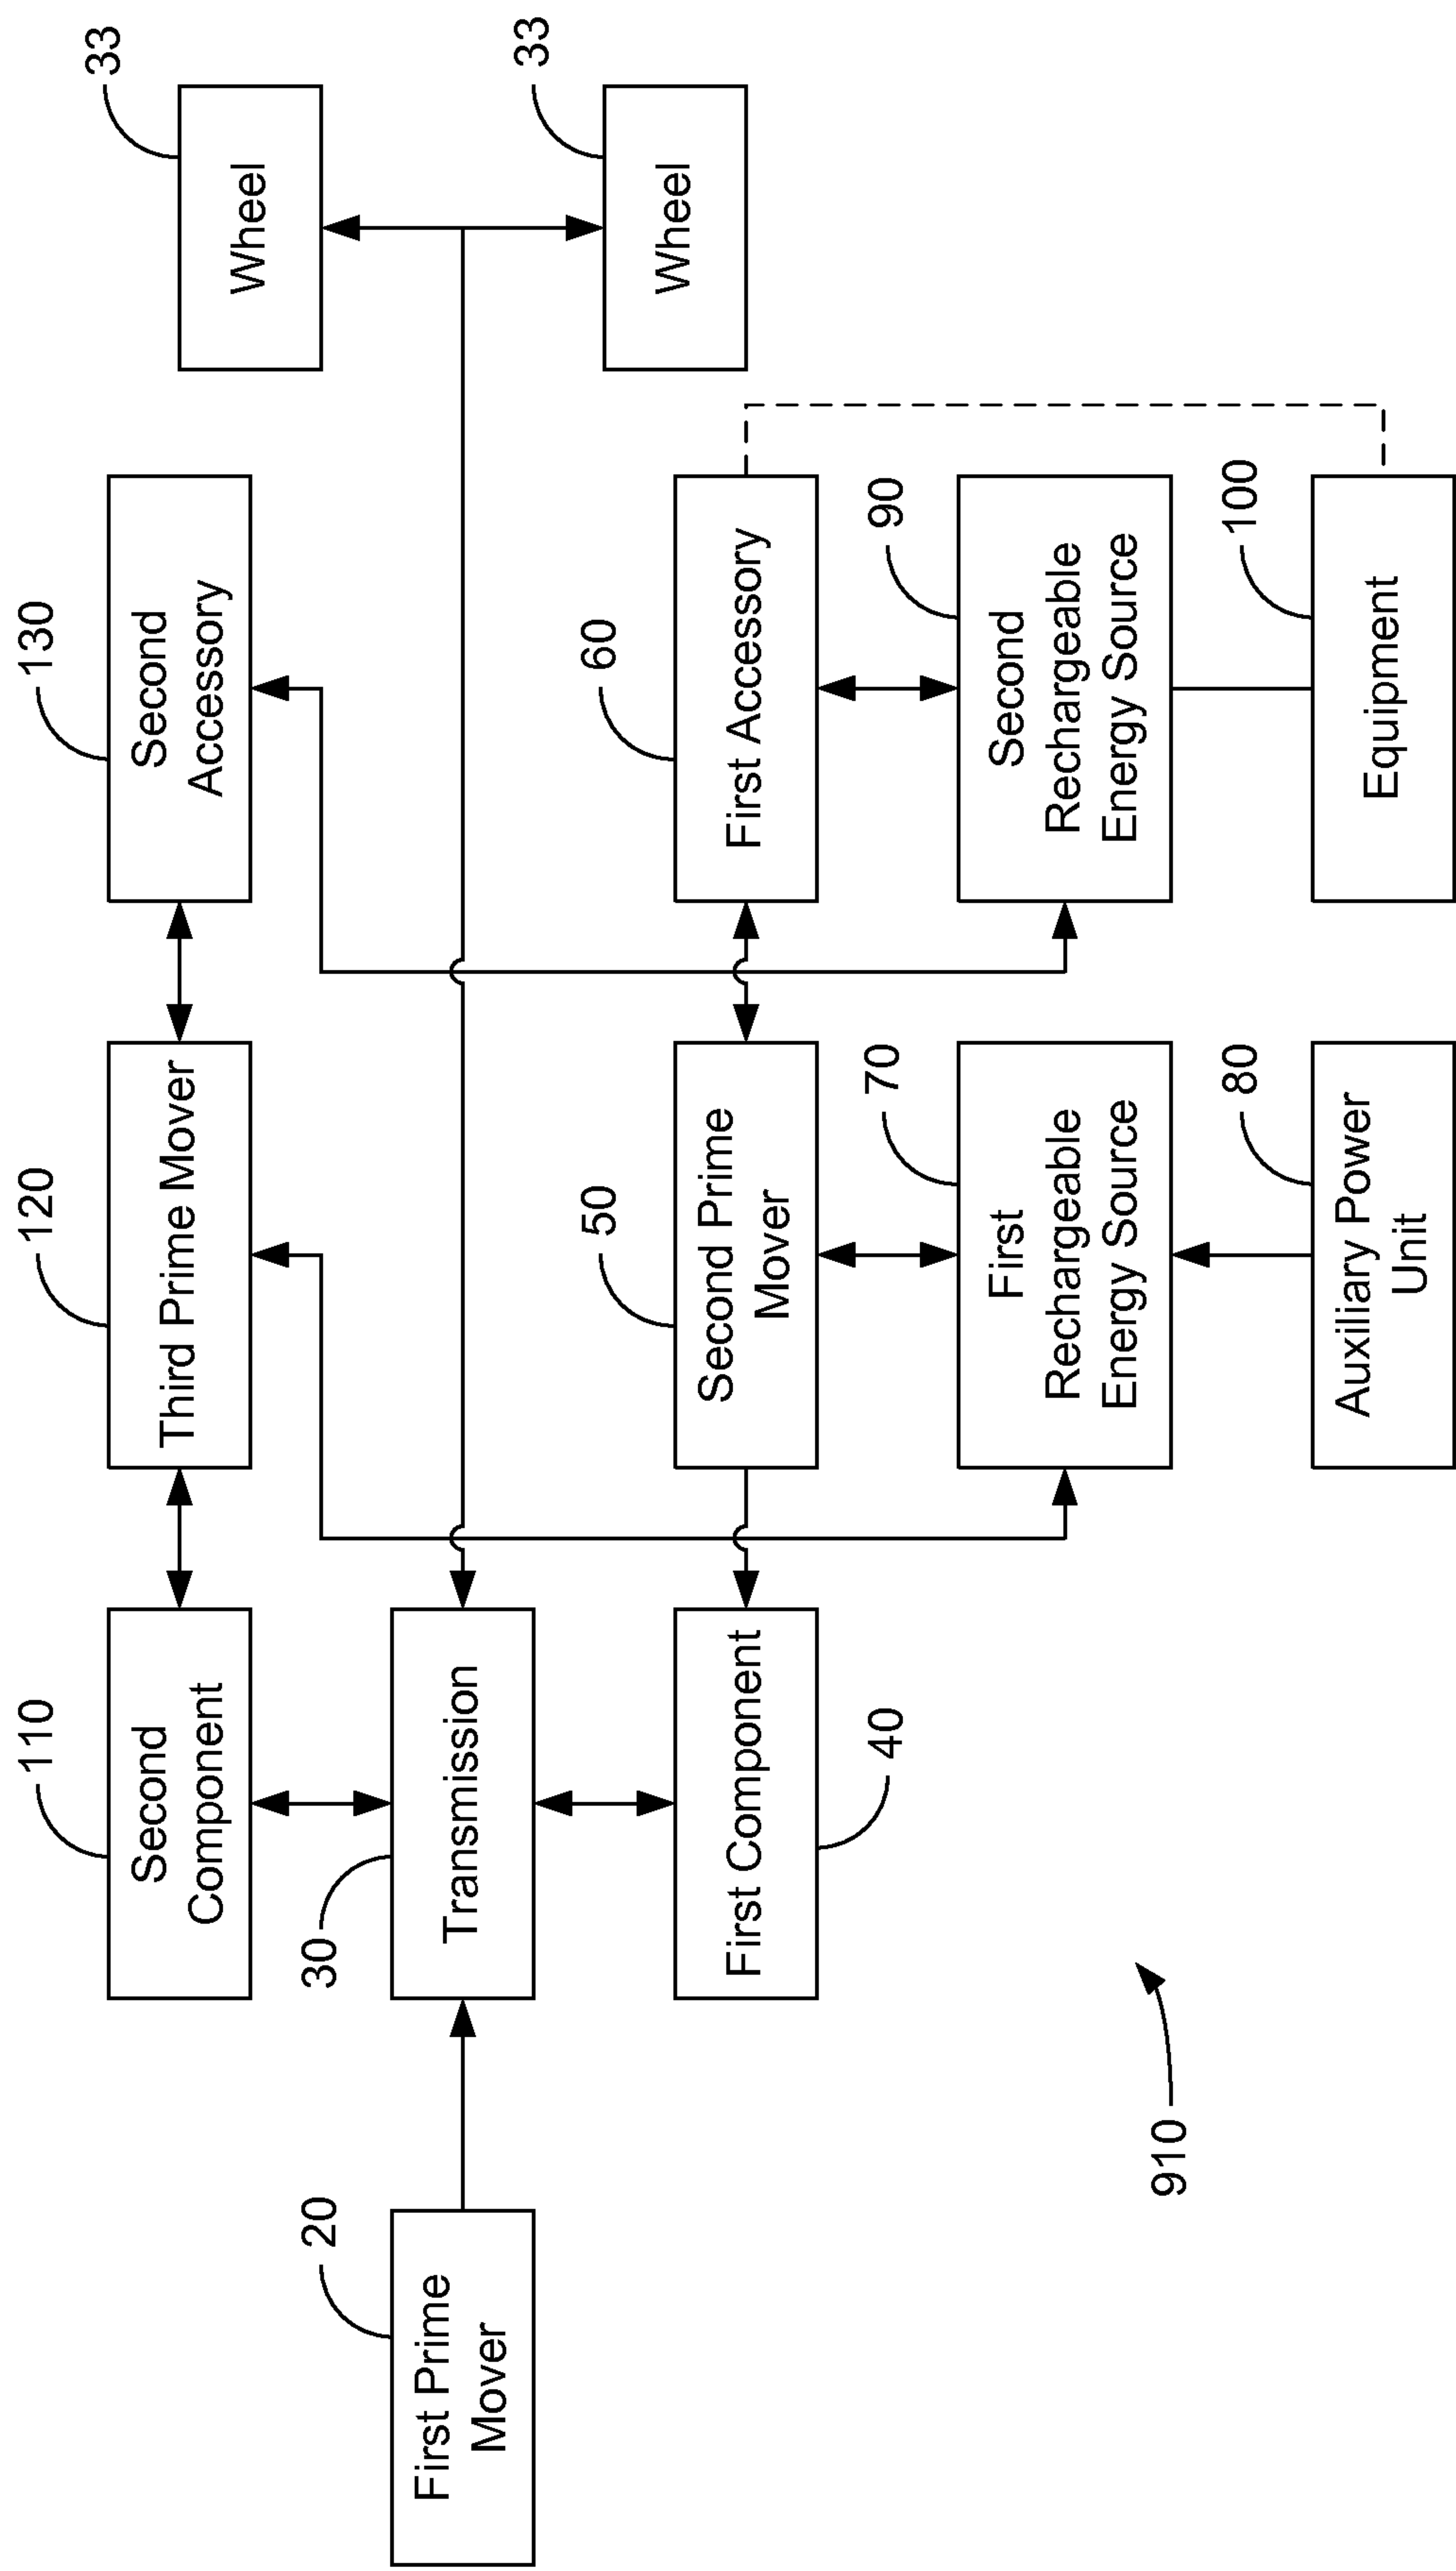 110
Second
Component
120
Third Prime Mover
130
Second
Accessory
33
Wheel
20
First Prime
Mover
30
Transmission
33
Wheel
First Component
40
50
Second Prime
Mover
60
First Accessory
70
First
Rechargeable
Energy Source
90
Second
Rechargeable
Energy Source
80
Auxiliary Power
Unit
100
Equipment
910